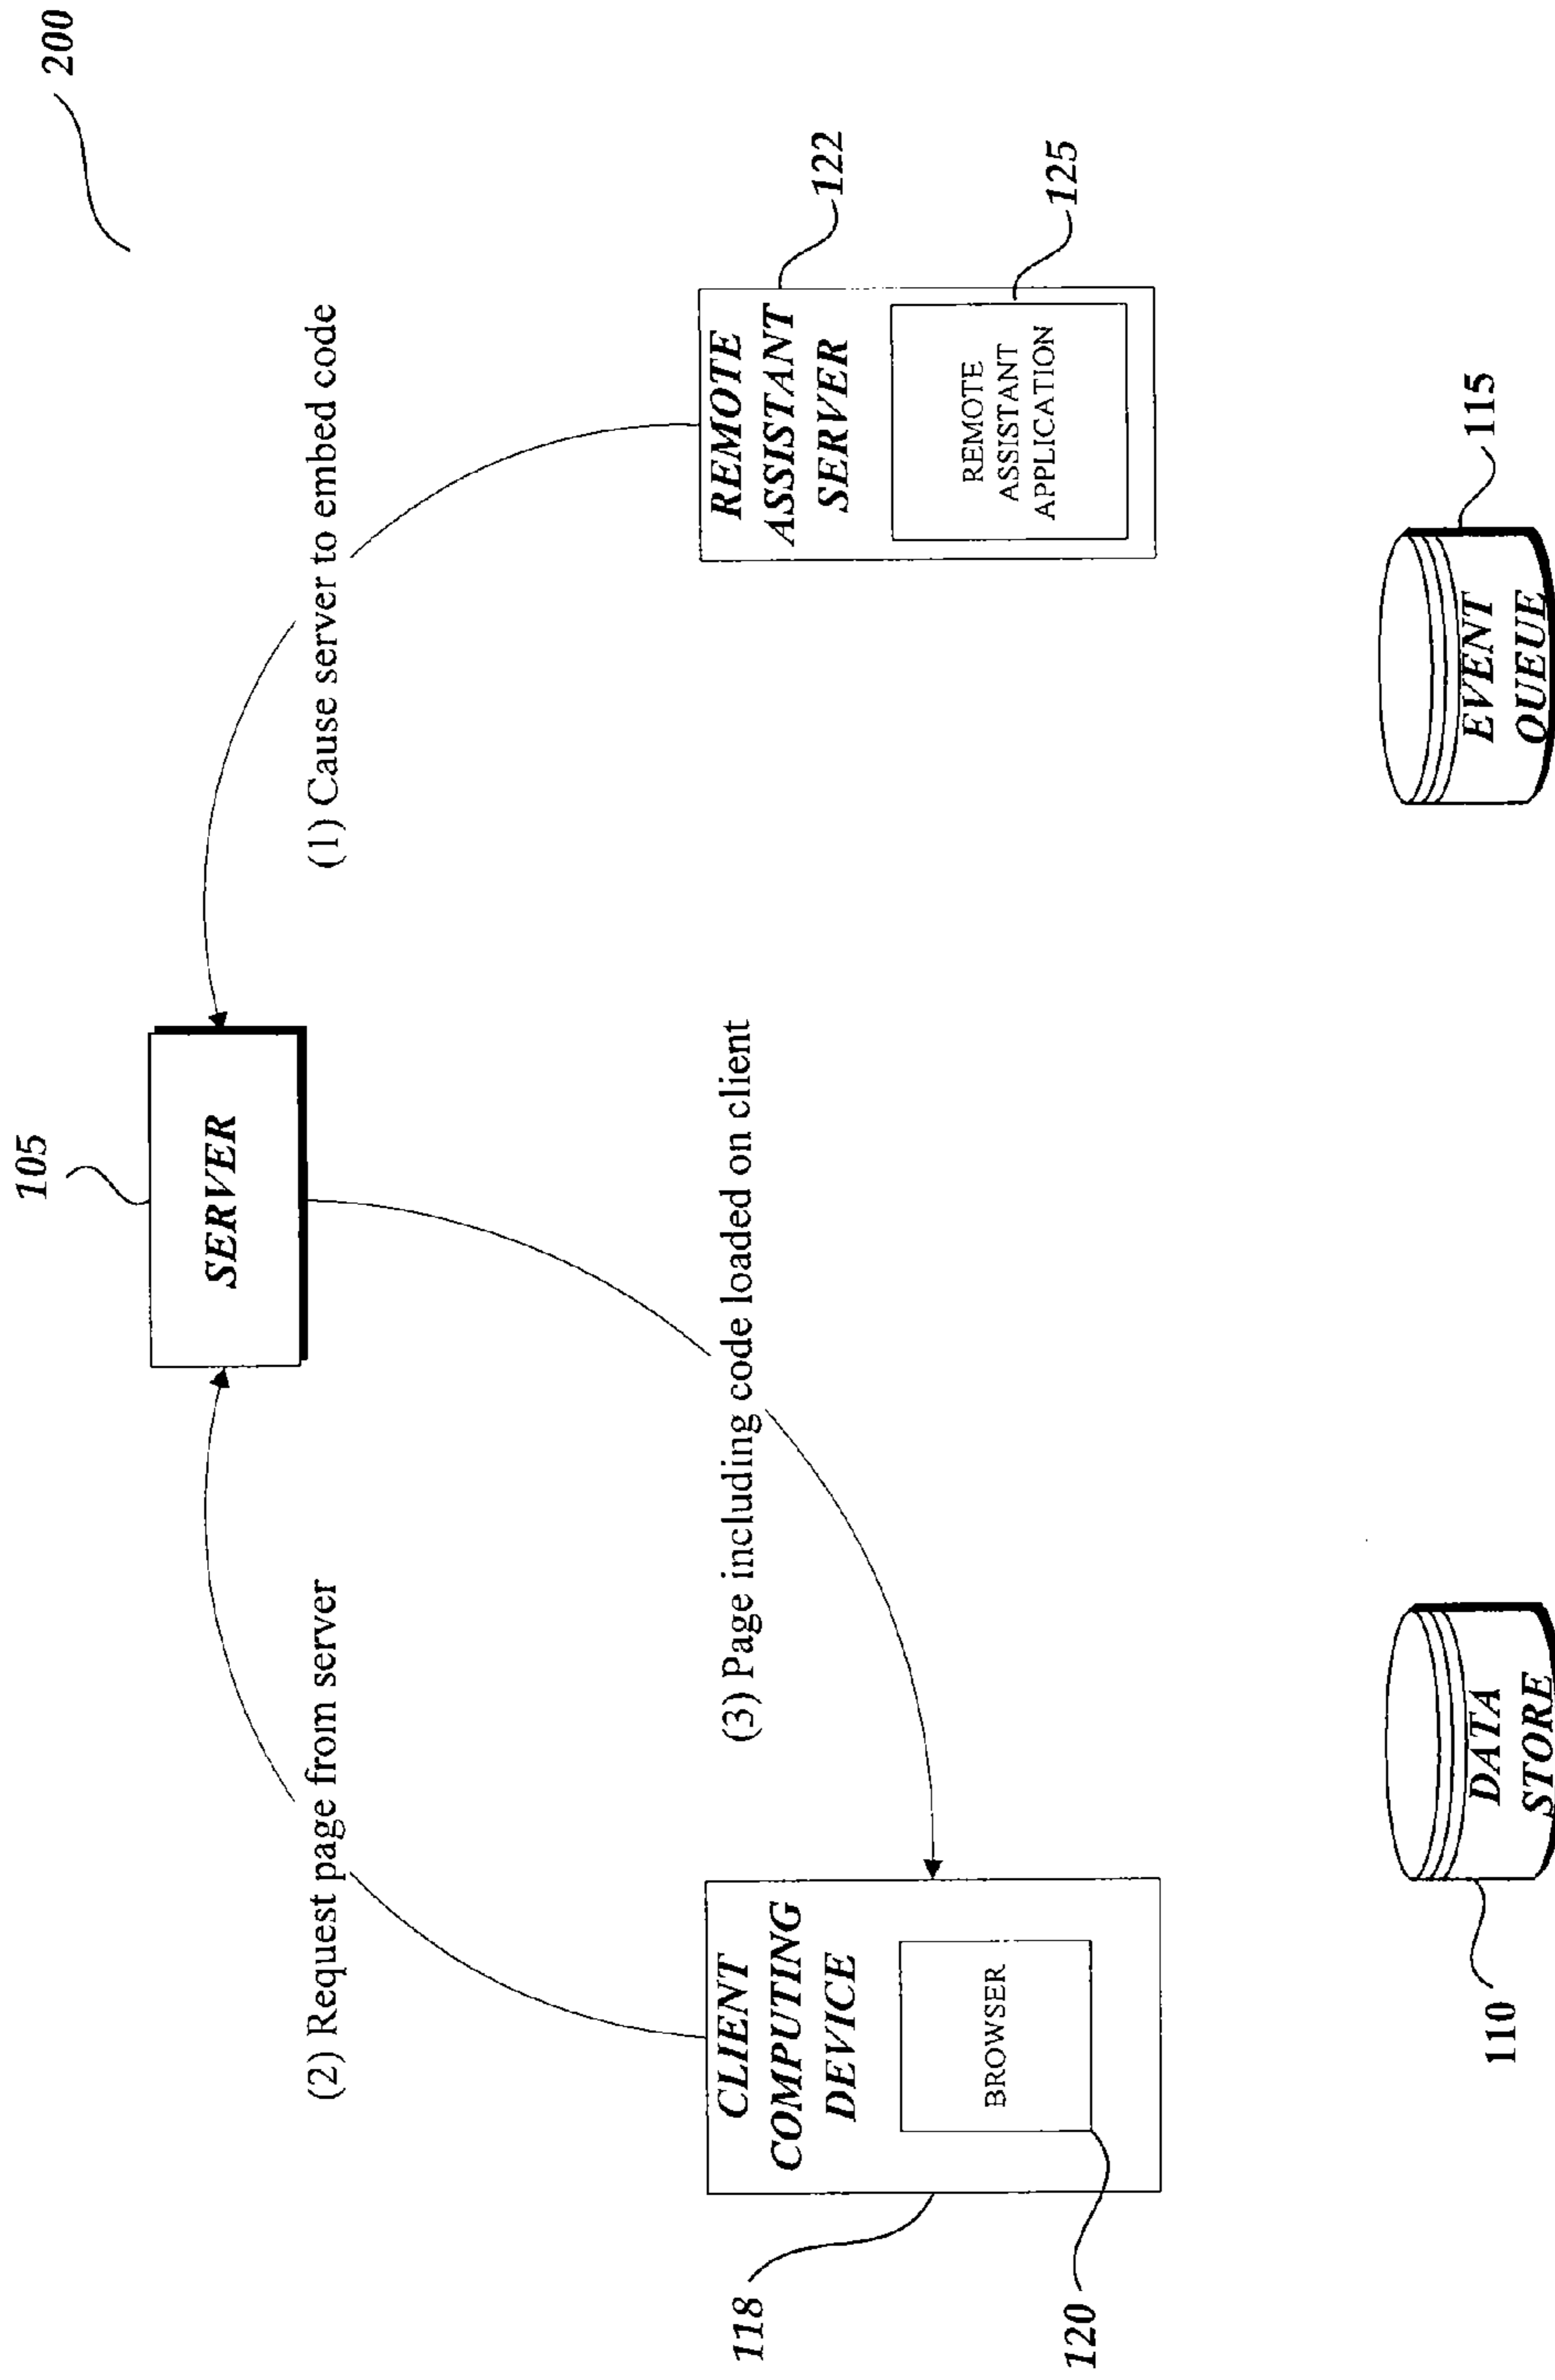 200
105
SERVER
(2) Request page from server
(1) Cause server to embed code
(3) Page including code loaded on client
118
CLIENT
COMPUTING
DEVICE
BROWSER
120
REMOTE
ASSISTANT
SERVER
122
REMOTE
ASSISTANT
APPLICATION
125
110
DATA
STORE
EVENT
QUEUE
115